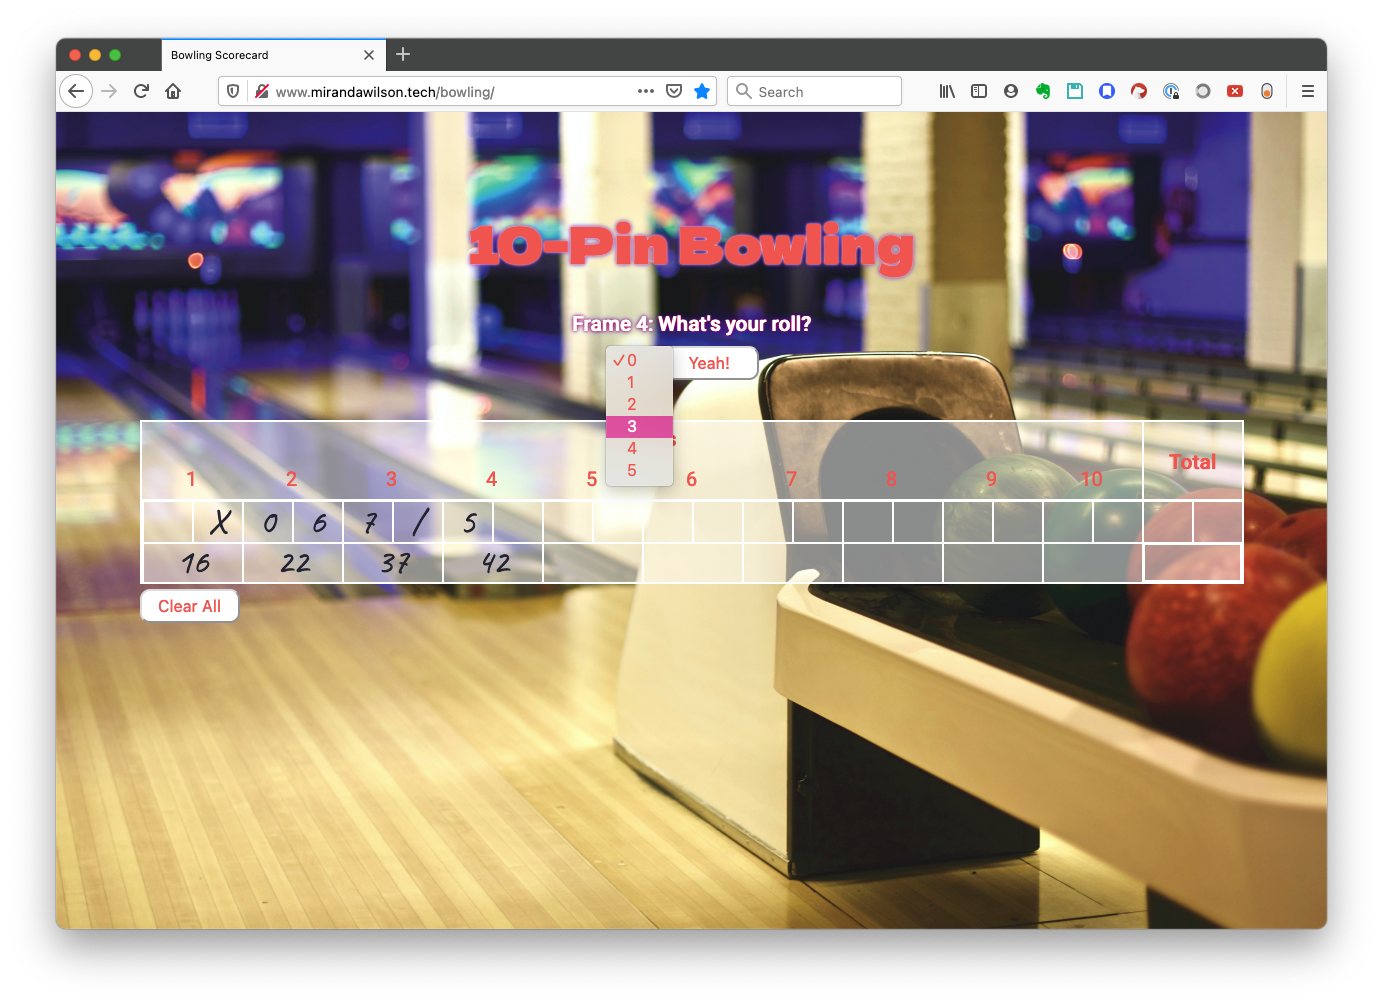 Bowling Scorecard
www.mirandawilson.tech/bowling/
Search
10-Pin Bowling
Frame 4: What's your roll?
✓0 Yeah!
1
2
3
4
5
s
1 2 3 4 5 6 7 8 9 10 Total
X 0 6 7 / 5
16 22 37 42
Clear All